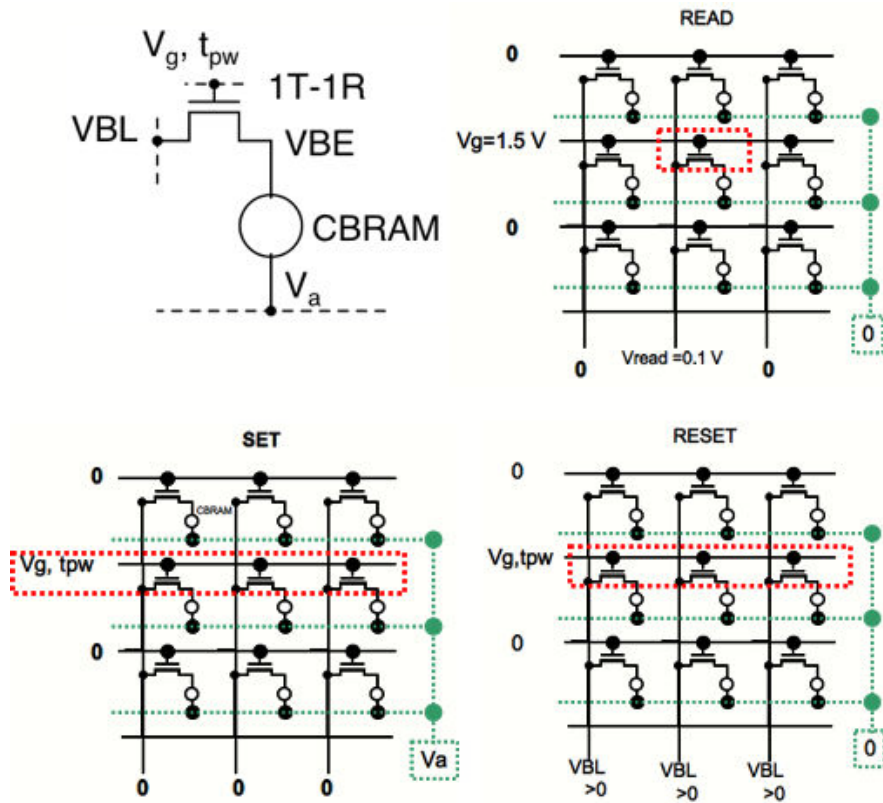 Vg, tpw
1T-1R
VBL
VBE
CBRAM
Va
READ
0
Vg=1.5 V
0
0
0
Vread =0.1 V
0
SET
0
CBRAM
Vg, tpw
0
Va
0
0
0
RESET
0
Vg,tpw
0
0
VBL
>0
VBL
>0
VBL
>0